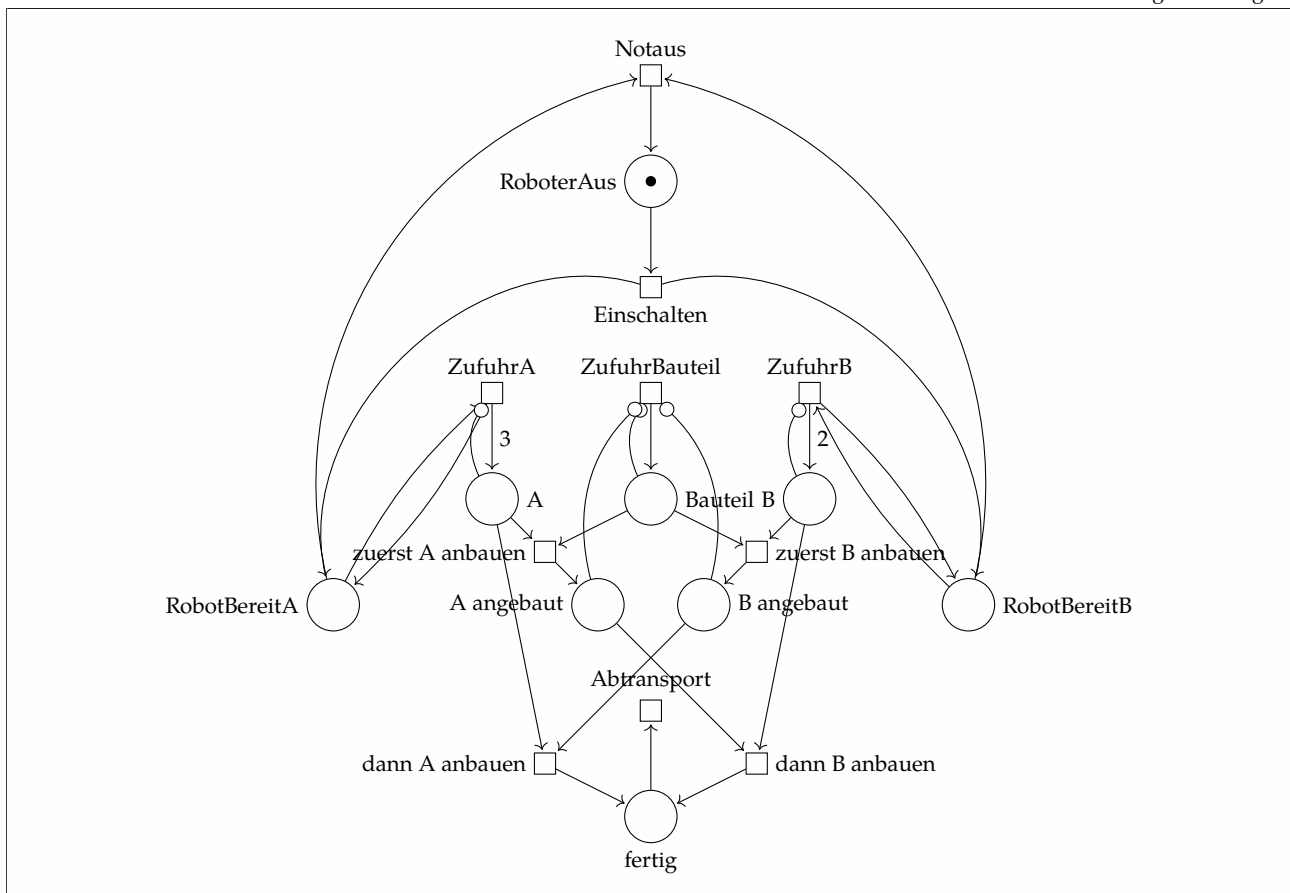 Notaus
RoboterAus
Einschalten
ZufuhrA ZufuhrBauteil ZufuhrB
3 2
A Bauteil B
zuerst A anbauen zuerst B anbauen
RobotBereitA A angebaut B angebaut RobotBereitB
Abtransport
dann A anbauen dann B anbauen
fertig